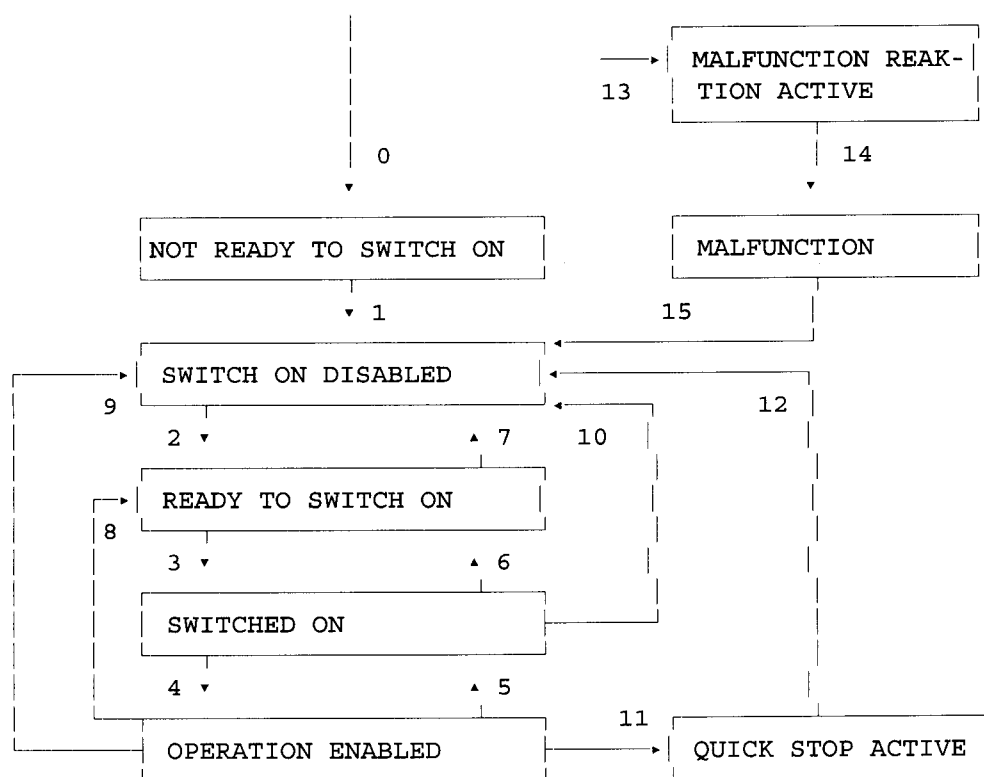 MALFUNCTION REAK-
TION ACTIVE
13
0
14
NOT READY TO SWITCH ON
MALFUNCTION
1
15
SWITCH ON DISABLED
9
12
2
7
10
READY TO SWITCH ON
8
3
6
SWITCHED ON
4
5
11
OPERATION ENABLED
QUICK STOP ACTIVE